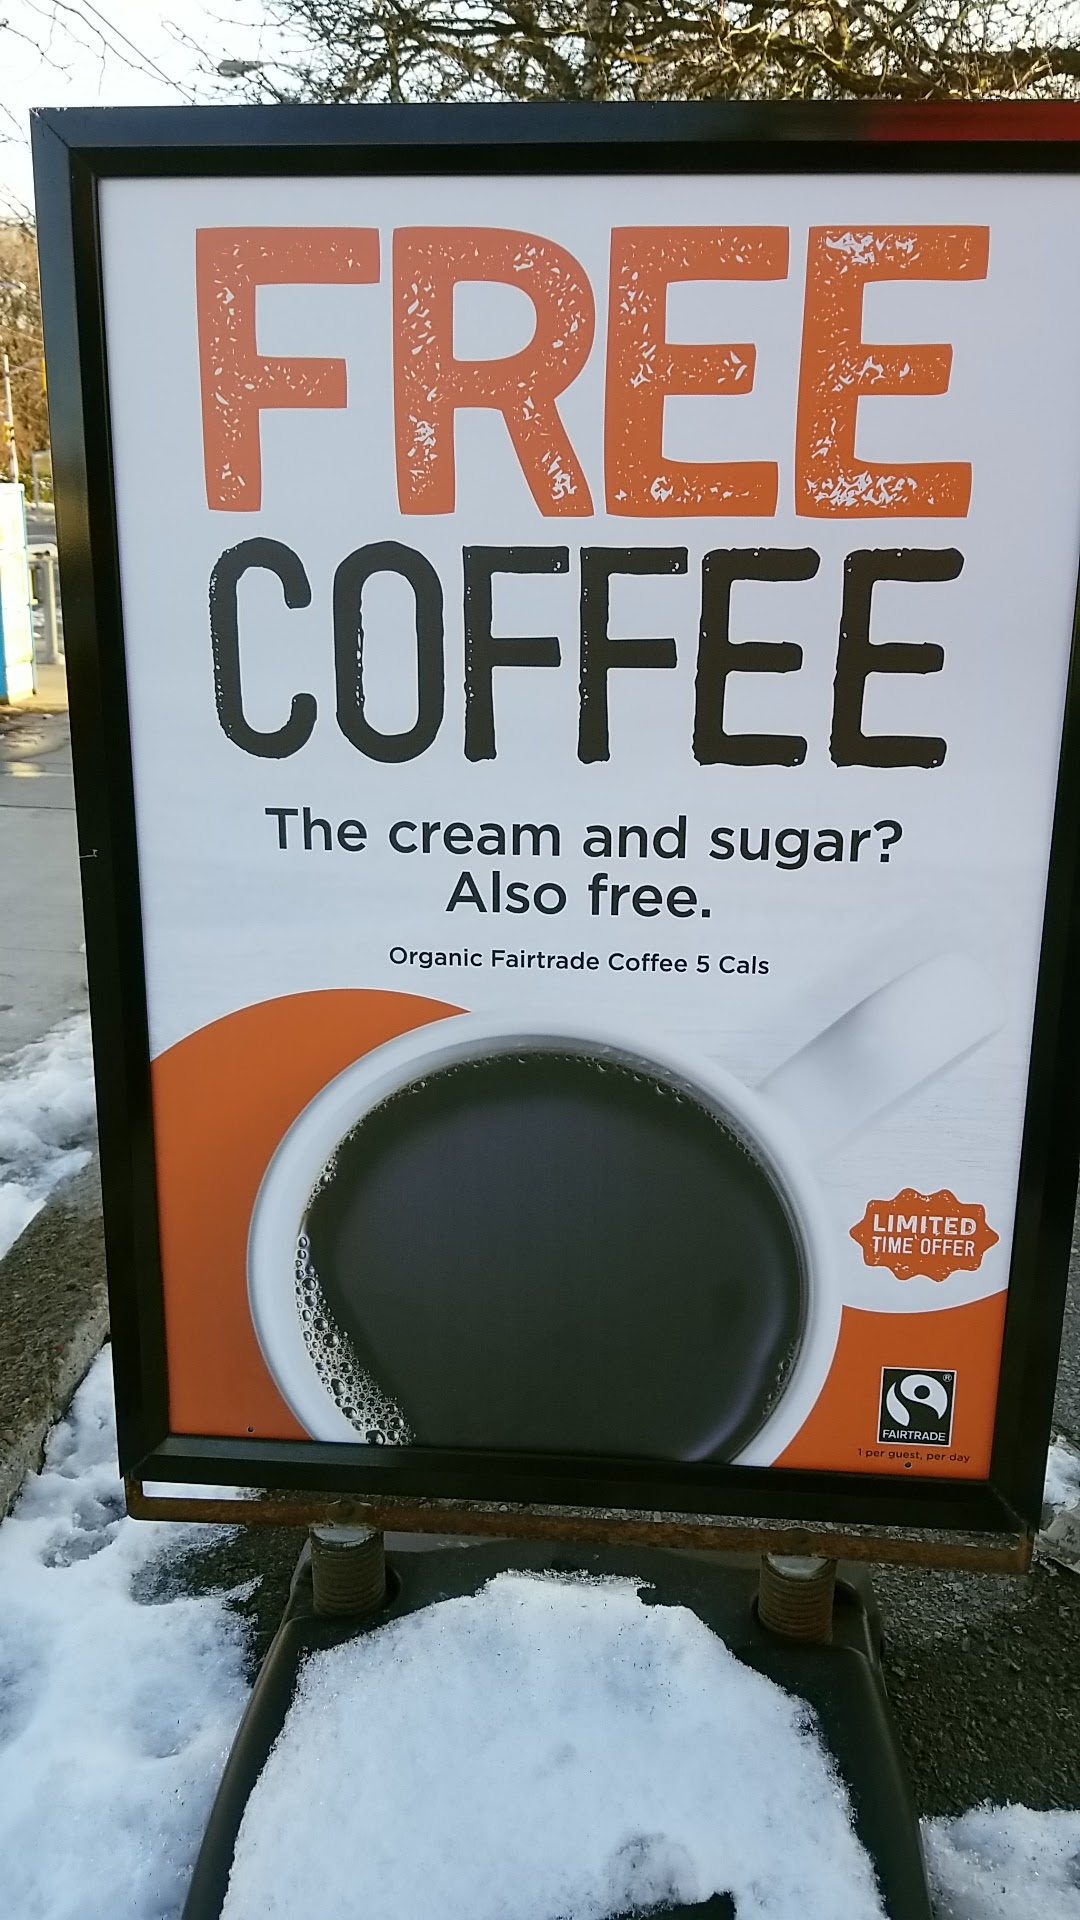 FREE
COFFEE
The cream and sugar?
Also free.
Organic Fairtrade Coffee 5 Cals
LIMITED
TIME OFFER
®
FAIRTRADE
1 per guest, per day